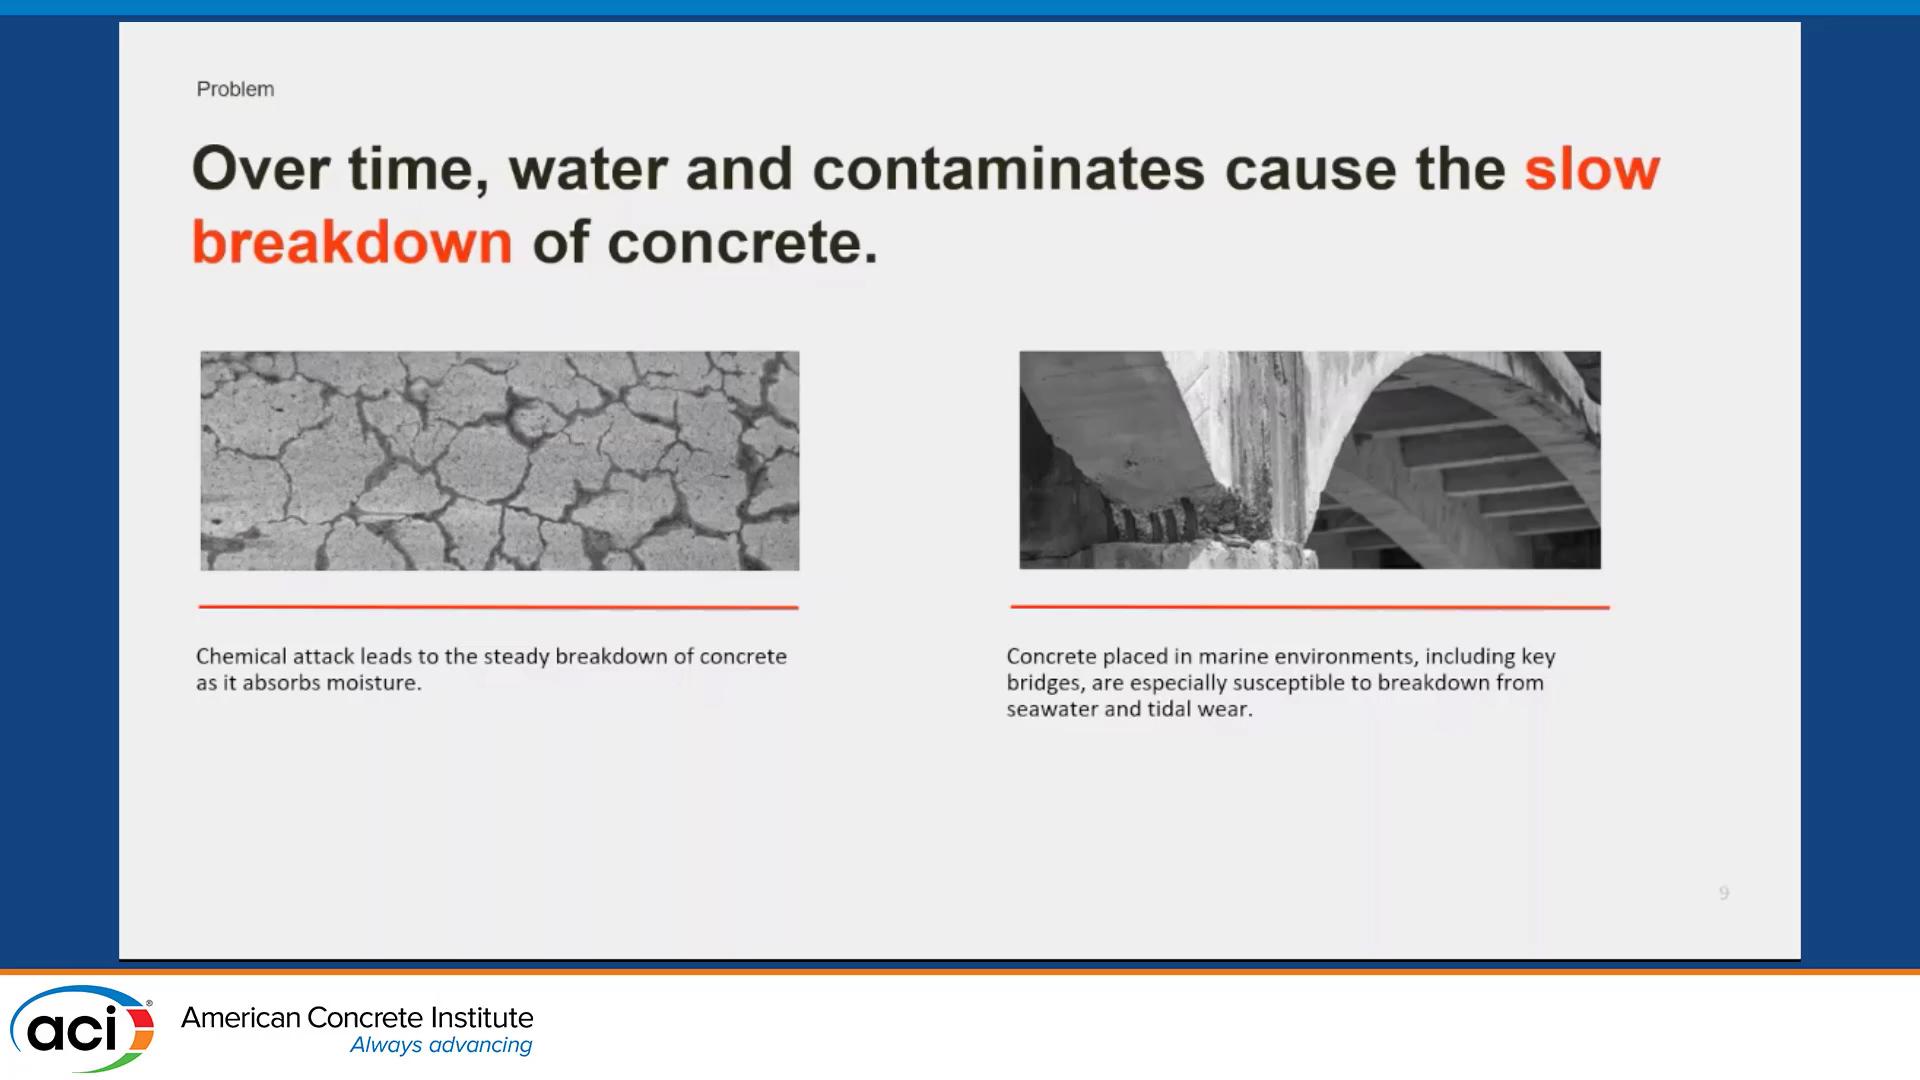 Problem
Over time, water and contaminates cause the slow
breakdown of concrete.
Chemical attack leads to the steady breakdown of concrete
as it absorbs moisture.
Concrete placed in marine environments, including key
bridges, are especially susceptible to breakdown from
seawater and tidal wear.
9
aci®
American Concrete Institute
Always advancing